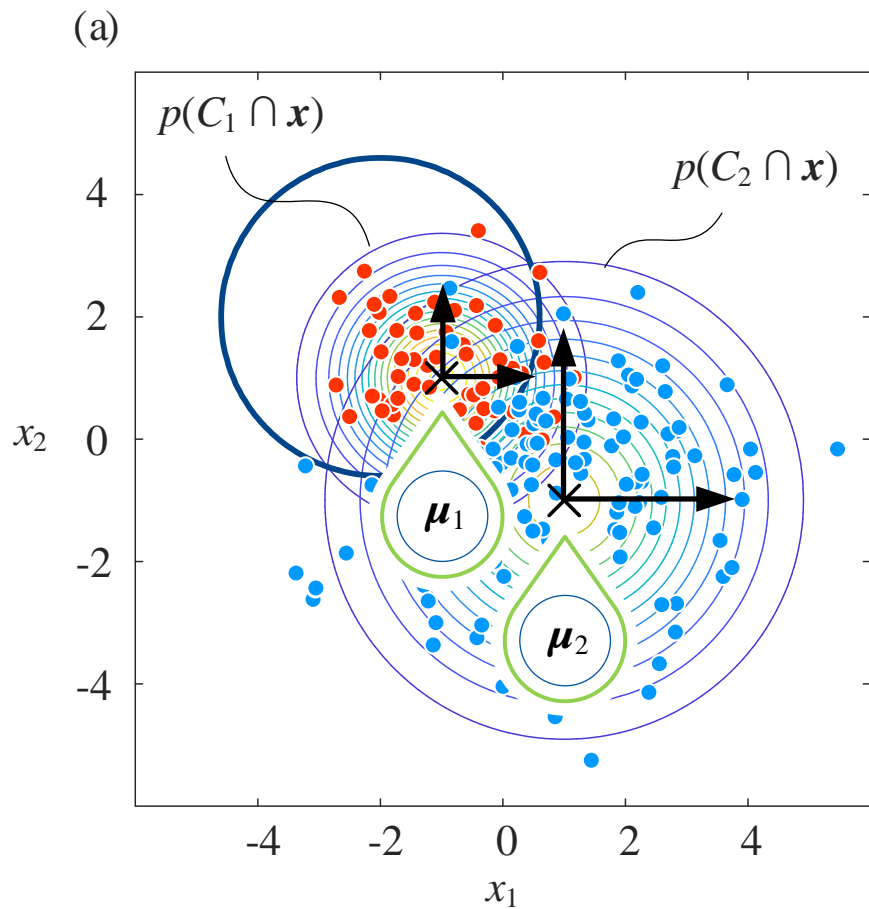 (a)
p(C₁ ∩ x)
p(C₂ ∩ x)
4
2
x₂
0
-2
-4
μ₁
μ₂
-4 -2 0 2 4
x₁